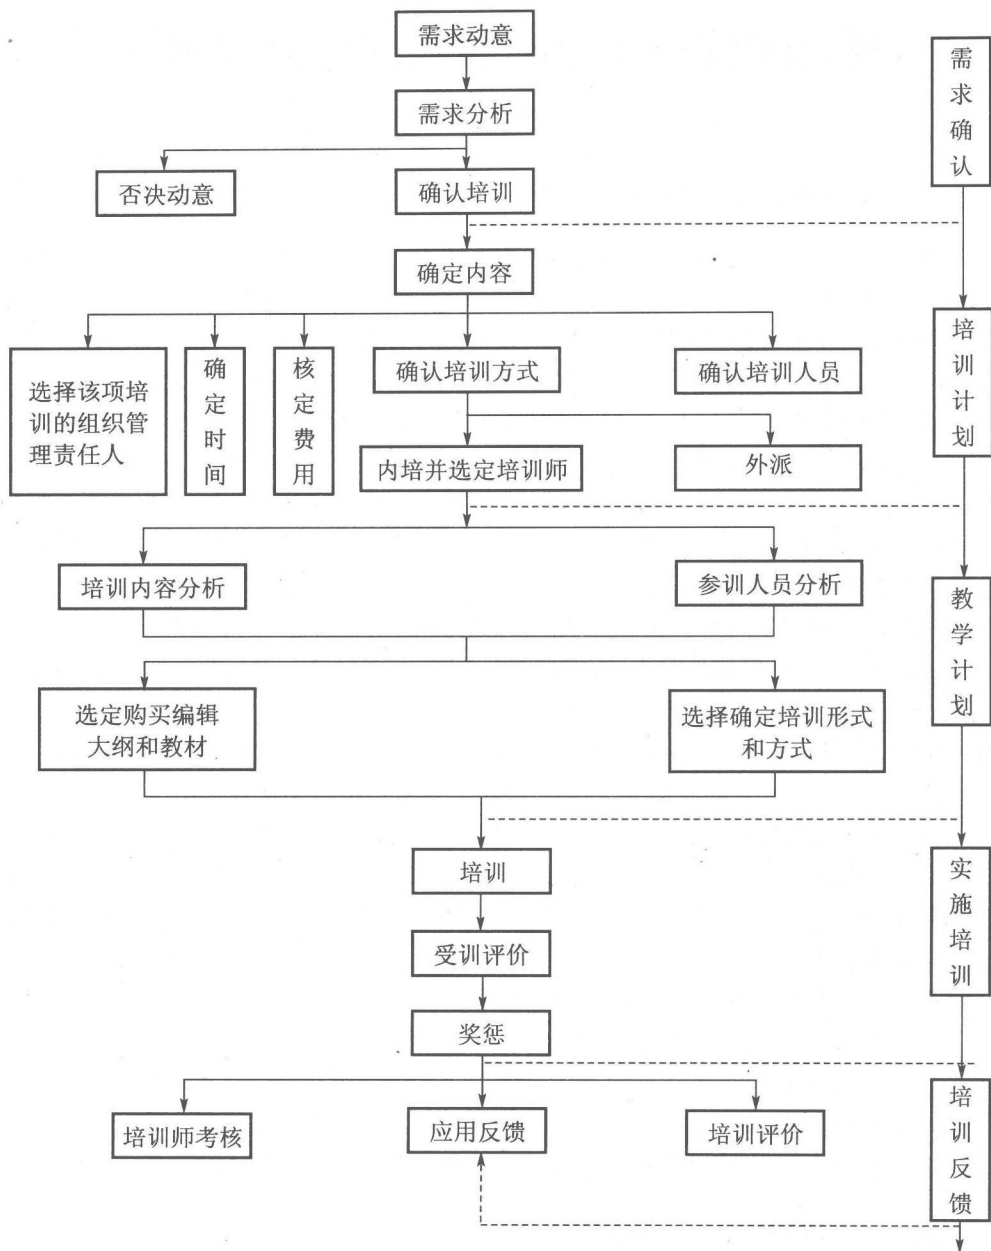 需求动意
需求分析
否决动意
确认培训
确定内容
选择该项培
训的组织管
理责任人
确定时间
核定费用
确认培训方式
确认培训人员
内培并选定培训师
外派
培训内容分析
参训人员分析
选定购买编辑
大纲和教材
选择确定培训形式
和方式
培训
受训评价
奖惩
培训师考核
应用反馈
培训评价
需求确认
培训计划
教学计划
实施培训
培训反馈